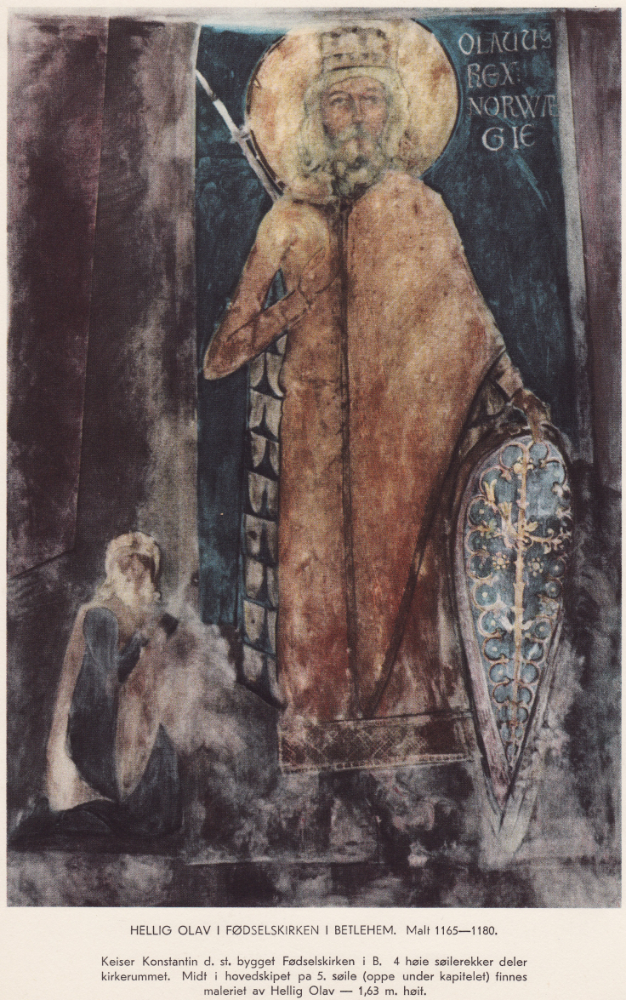 OLAUUS
REX:
NORWÆ
GIE
HELLIG OLAV I FØDSELSKIRKEN I BETLEHEM. Malt 1165—1180.
Keiser Konstantin d. st. bygget Fødselskirken i B. 4 høie søilerekker deler
kirkerummet. Midt i hovedskipet pa 5. søile (oppe under kapitelet) finnes
maleriet av Hellig Olav — 1,63 m. høit.